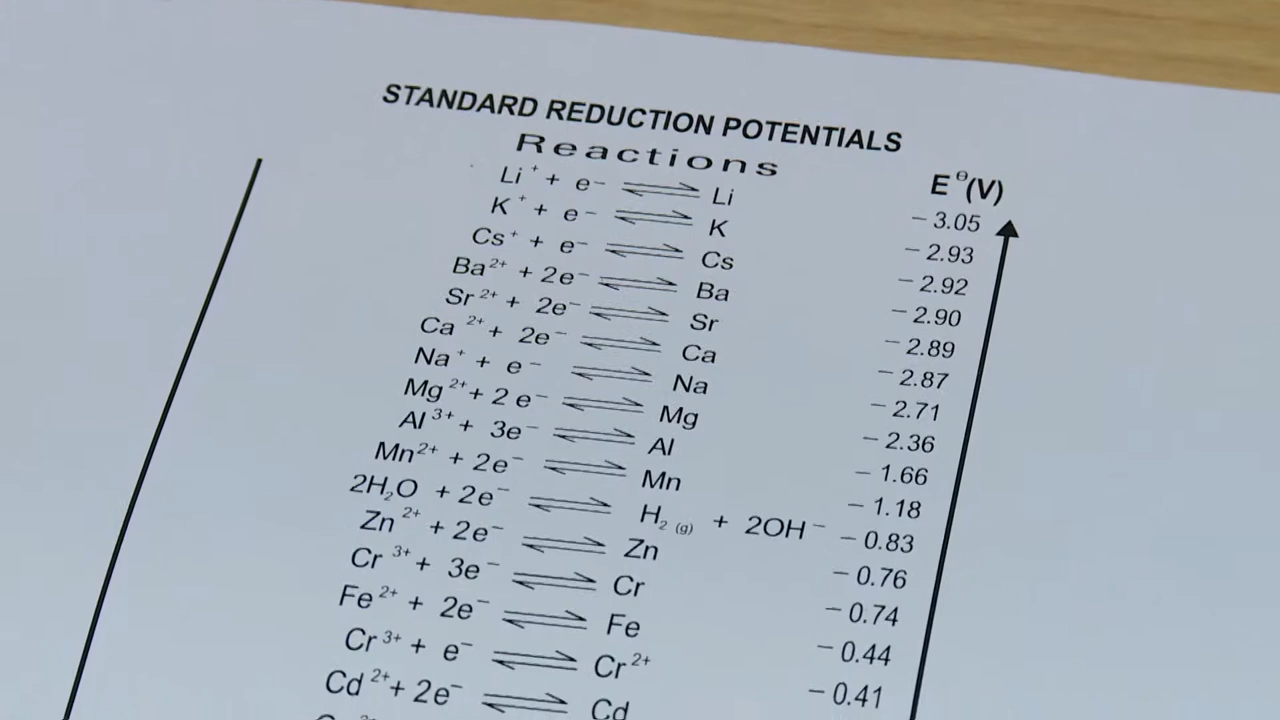 STANDARD REDUCTION POTENTIALS
Reactions E⊖(V)
Li⁺ + e⁻ ⇌ Li − 3.05
K⁺ + e⁻ ⇌ K − 2.93
Cs⁺ + e⁻ ⇌ Cs − 2.92
Ba²⁺ + 2e⁻ ⇌ Ba − 2.90
Sr²⁺ + 2e⁻ ⇌ Sr − 2.89
Ca²⁺ + 2e⁻ ⇌ Ca − 2.87
Na⁺ + e⁻ ⇌ Na − 2.71
Mg²⁺ + 2e⁻ ⇌ Mg − 2.36
Al³⁺ + 3e⁻ ⇌ Al − 1.66
Mn²⁺ + 2e⁻ ⇌ Mn − 1.18
2H₂O + 2e⁻ ⇌ H₂ (g) + 2OH⁻ − 0.83
Zn²⁺ + 2e⁻ ⇌ Zn − 0.76
Cr³⁺ + 3e⁻ ⇌ Cr − 0.74
Fe²⁺ + 2e⁻ ⇌ Fe − 0.44
Cr³⁺ + e⁻ ⇌ Cr²⁺ − 0.41
Cd²⁺ + 2e⁻ ⇌ Cd